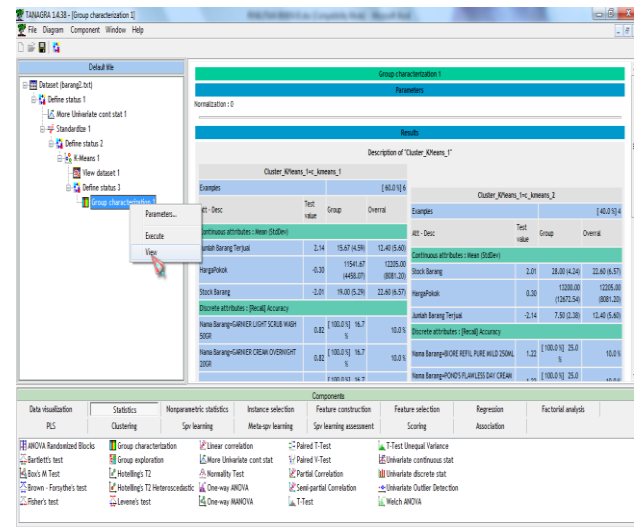 TANAGRA 1.4.38 - [Group characterization 1]
File Diagram Component Window Help
Default title
Dataset (barang2.txt)
Define status 1
More Univariate cont stat 1
Standardize 1
Define status 2
K-Means 1
View dataset 1
Define status 3
Group characterization 1
Parameters...
Execute
View
Group characterization 1
Parameters
Normalization : 0
Results
Description of "Cluster_KMeans_1"
Cluster_KMeans_1=c_kmeans_1
Examples [ 60.0 %] 6
Att - Desc Test value Group Overral
Continuous attributes : Mean (StdDev)
Jumlah Barang Terjual 2.14 15.67 (4.59) 12.40 (5.60)
HargaPokok -0.30 11541.67 (4458.07) 12205.00 (8081.20)
Stock Barang -2.01 19.00 (5.29) 22.60 (6.57)
Discrete attributes : [Recall] Accuracy
Nama Barang=GARNIER LIGHT SCRUB WASH 50GR 0.82 [ 100.0 %] 16.7 % 10.0 %
Nama Barang=GARNIER CREAM OVERNIGHT 20GR 0.82 [ 100.0 %] 16.7 % 10.0 %
[ 100.0 %] 16.7
Cluster_KMeans_1=c_kmeans_2
Examples [ 40.0 %] 4
Att - Desc Test value Group Overral
Continuous attributes : Mean (StdDev)
Stock Barang 2.01 28.00 (4.24) 22.60 (6.57)
HargaPokok 0.30 13200.00 (12672.54) 12205.00 (8081.20)
Jumlah Barang Terjual -2.14 7.50 (2.38) 12.40 (5.60)
Discrete attributes : [Recall] Accuracy
Nama Barang=BIORE REFIL PURE MILD 250ML 1.22 [ 100.0 %] 25.0 % 10.0 %
Nama Barang=POND'S FLAWLESS DAY CREAM [ 100.0 %] 25.0
Components
Data visualization Statistics Nonparametric statistics Instance selection Feature construction Feature selection Regression Factorial analysis
PLS Clustering Spv learning Meta-spv learning Spv learning assessment Scoring Association
ANOVA Randomized Blocks Group characterization Linear correlation Paired T-Test T-Test Unequal Variance
Bartlett's test Group exploration More Univariate cont stat Paired V-Test Univariate continuous stat
Box's M Test Hotelling's T2 Normality Test Partial Correlation Univariate discrete stat
Brown - Forsythe's test Hotelling's T2 Heteroscedastic One-way ANOVA Semi-partial Correlation Univariate Outlier Detection
Fisher's test Levene's test One-way MANOVA T-Test Welch ANOVA